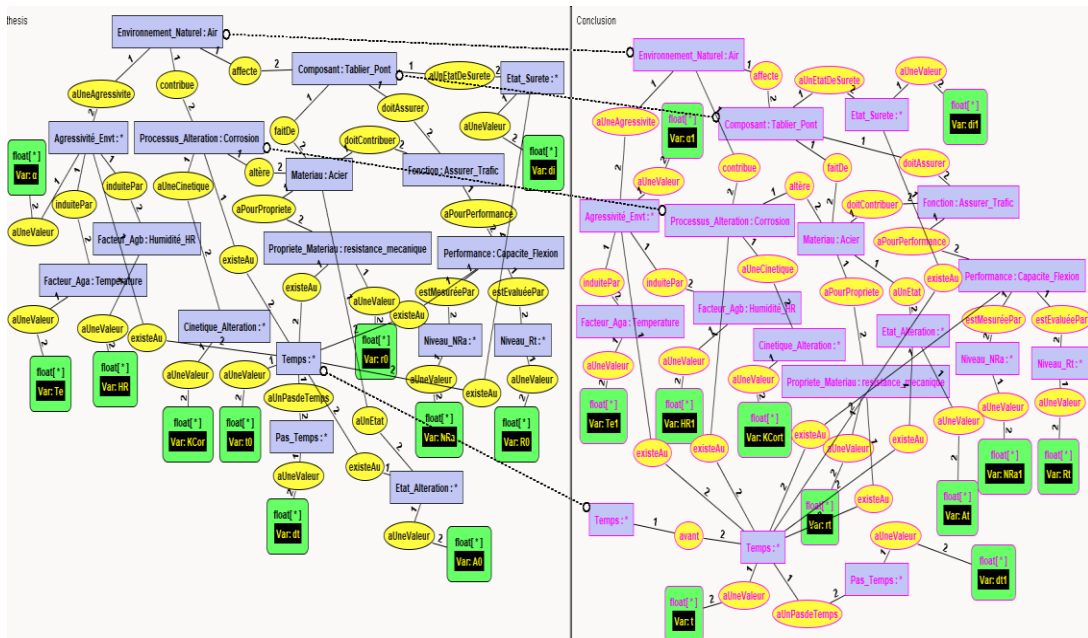 thesis
Environnement_Naturel : Air
affecte
Composant : Tablier_Pont
aUnEtatDeSurete
Etat_Surete : *
contribue
aUneAgressivite
doitAssurer
aUneValeur
faitDe
float[ * ]
Var: α
Agressivité_Envt : *
Processus_Alteration : Corrosion
doitContribuer
float[ * ]
Var: di
altère
Materiau : Acier
Fonction : Assurer_Trafic
aUneCinetique
induitePar
induitePar
aPourPropriete
aPourPerformance
aUneValeur
Facteur_Agb : Humidité_HR
Propriete_Materiau : resistance_mecanique
Performance : Capacite_Flexion
existeAu
Facteur_Aga : Temperature
existeAu
estMesuréePar
estEvaluéePar
aUneValeur
existeAu
aUneValeur
aUneValeur
existeAu
Cinetique_Alteration : *
float[ * ]
Var: r0
Niveau_NRa : *
Niveau_Rt : *
Temps : *
float[ * ]
Var: Te
float[ * ]
Var: HR
aUneValeur
aUneValeur
aUneValeur
existeAu
aUneValeur
aUnPasdeTemps
aUnEtat
float[ * ]
Var: KCor
float[ * ]
Var: t0
Pas_Temps : *
float[ * ]
Var: NRa
float[ * ]
Var: R0
existeAu
aUneValeur
Etat_Alteration : *
float[ * ]
Var: dt
aUneValeur
float[ * ]
Var: A0
Conclusion
Environnement_Naturel : Air
aUneValeur
affecte
aUnEtatDeSurete
float[ * ]
Var: di1
aUneAgressivite
float[ * ]
Var: α1
Composant : Tablier_Pont
Etat_Surete : *
contribue
faitDe
doitAssurer
aUneValeur
altère
doitContribuer
Fonction : Assurer_Trafic
Agressivité_Envt : *
Processus_Alteration : Corrosion
Materiau : Acier
aPourPerformance
induitePar
induitePar
aUneCinetique
aPourPropriete
aUnEtat
existeAu
Performance : Capacite_Flexion
Facteur_Agb : Humidité_HR
Facteur_Aga : Temperature
estMesuréePar
estEvaluéePar
Etat_Alteration : *
Cinetique_Alteration : *
Niveau_NRa : *
Niveau_Rt : *
aUneValeur
aUneValeur
aUneValeur
Propriete_Materiau : resistance_mecanique
float[ * ]
Var: Te1
float[ * ]
Var: HR1
float[ * ]
Var: KCort
aUneValeur
aUneValeur
aUneValeur
existeAu
existeAu
existeAu
aUneValeur
existeAu
float[ * ]
Var: NRa1
float[ * ]
Var: Rt
float[ * ]
Var: rt
existeAu
float[ * ]
Var: At
Temps : *
avant
Temps : *
aUneValeur
Pas_Temps : *
float[ * ]
Var: dt1
aUneValeur
aUnPasdeTemps
float[ * ]
Var: t